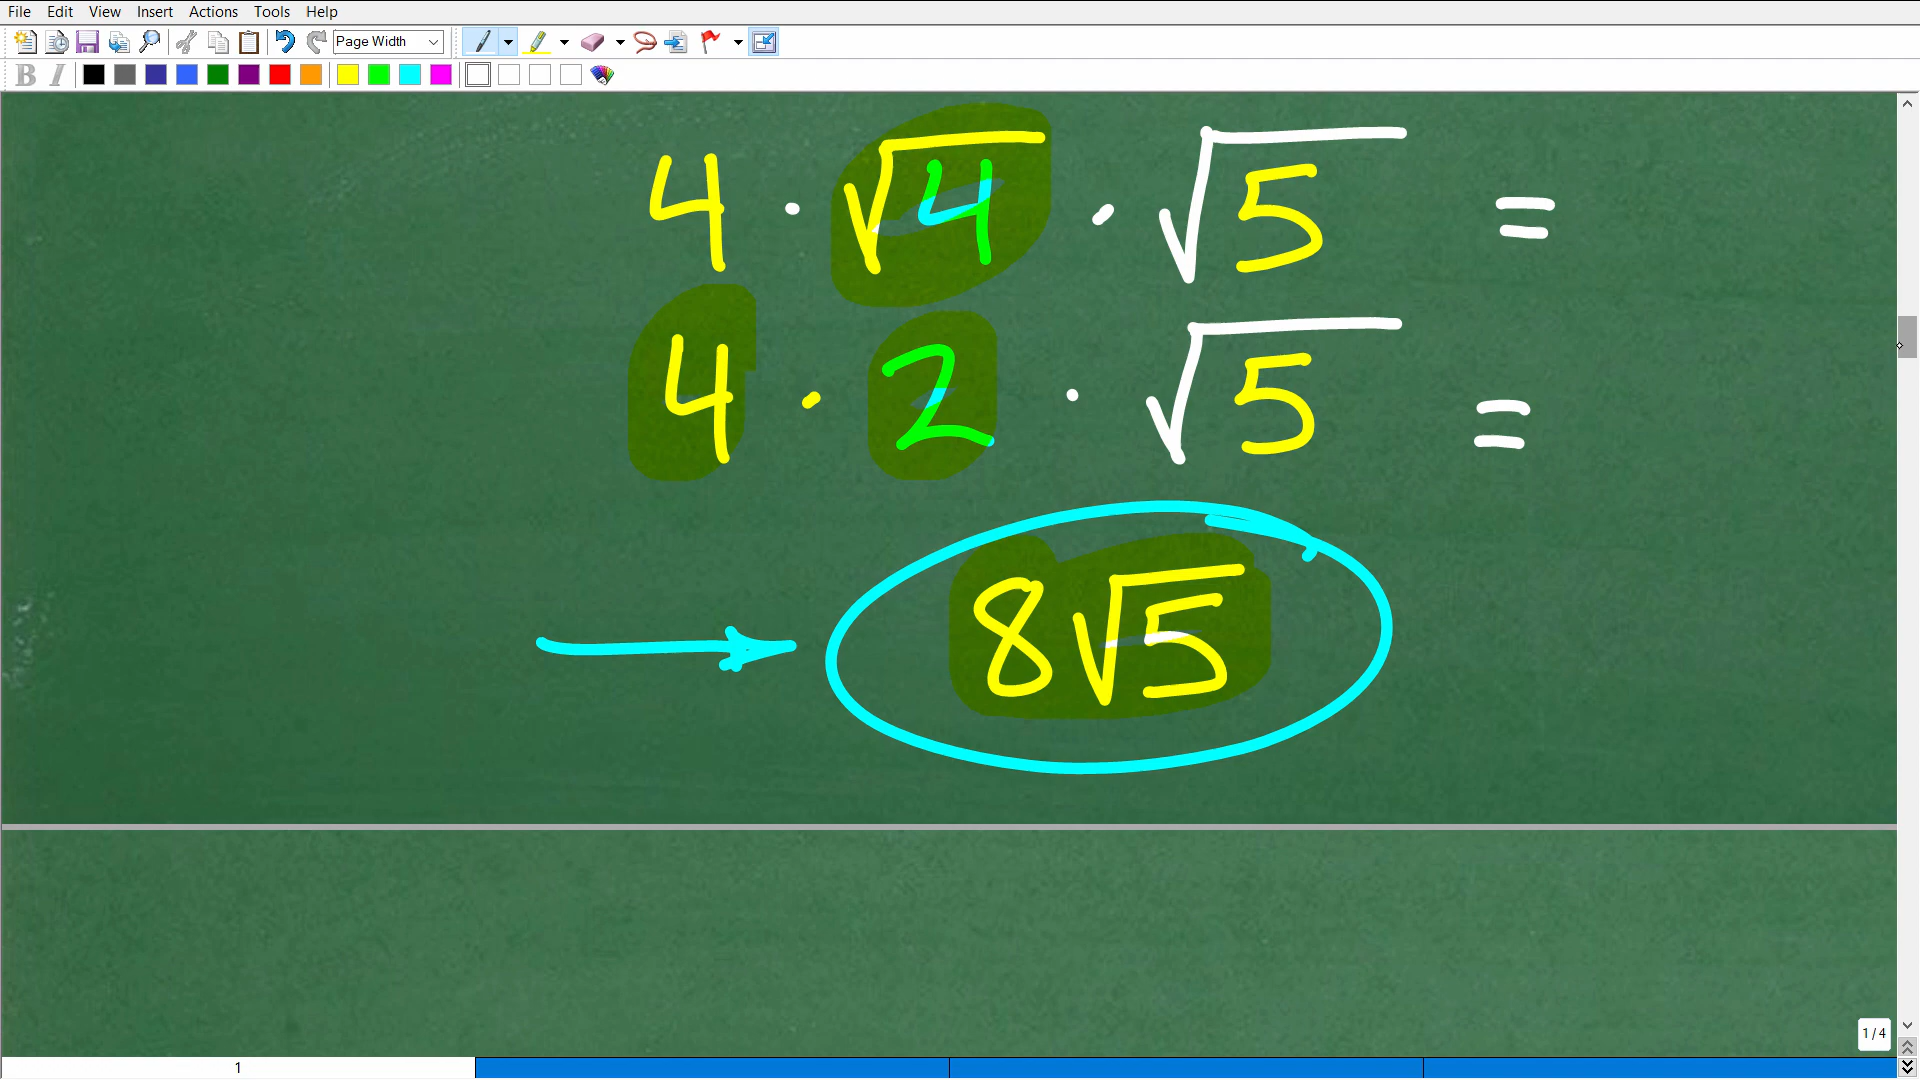 File Edit View Insert Actions Tools Help
Page Width
B I
4 · √4 · √5 =
4 · 2 · √5 =
8√5
1 / 4
1